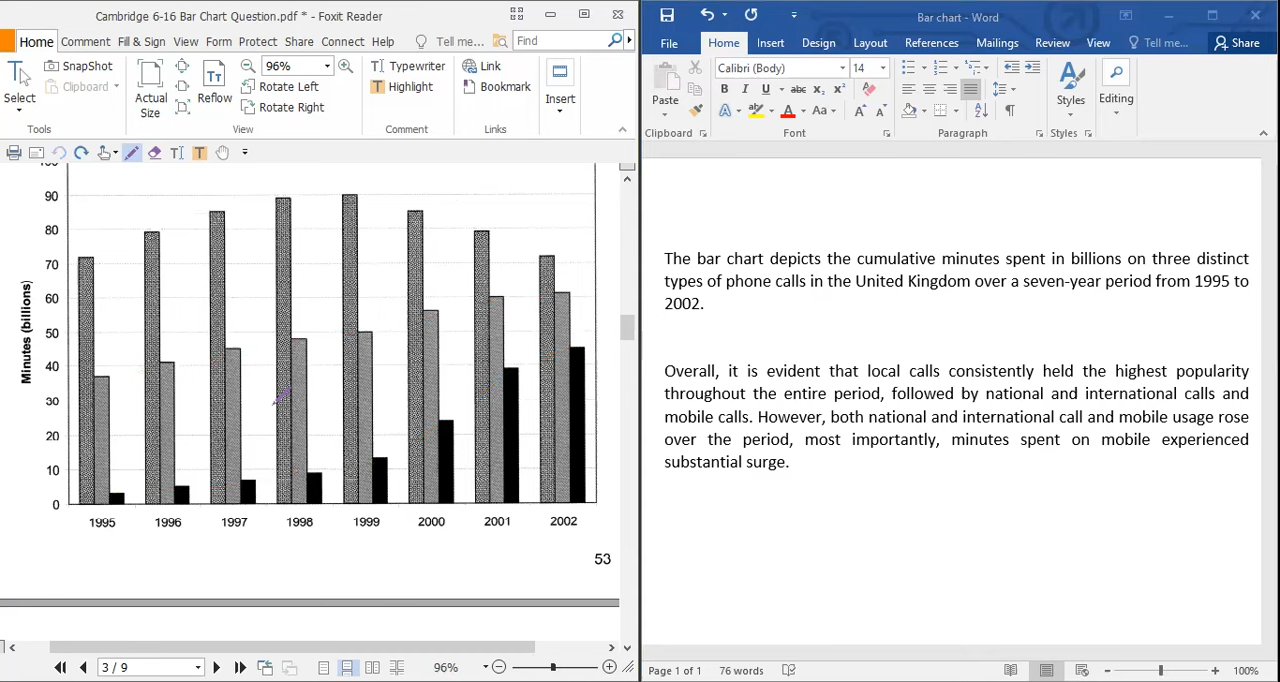 Cambridge 6-16 Bar Chart Question.pdf * - Foxit Reader
Home Comment Fill & Sign View Form Protect Share Connect Help Tell me... Find
Select
Tools
SnapShot
Clipboard
Actual Size
Reflow
96%
Rotate Left
Rotate Right
View
Typewriter
Highlight
Comment
Link
Bookmark
Links
Insert
Minutes (billions)
100
90
80
70
60
50
40
30
20
10
0
1995 1996 1997 1998 1999 2000 2001 2002
53
3 / 9
96%
Bar chart - Word
File Home Insert Design Layout References Mailings Review View Tell me... Share
Paste
Clipboard
Calibri (Body) 14
B I U abc X₂ X²
A Aa A A A
Font
Paragraph
Styles
Styles
Editing
The bar chart depicts the cumulative minutes spent in billions on three distinct
types of phone calls in the United Kingdom over a seven-year period from 1995 to
2002.
Overall, it is evident that local calls consistently held the highest popularity
throughout the entire period, followed by national and international calls and
mobile calls. However, both national and international call and mobile usage rose
over the period, most importantly, minutes spent on mobile experienced
substantial surge.
Page 1 of 1 76 words
100%